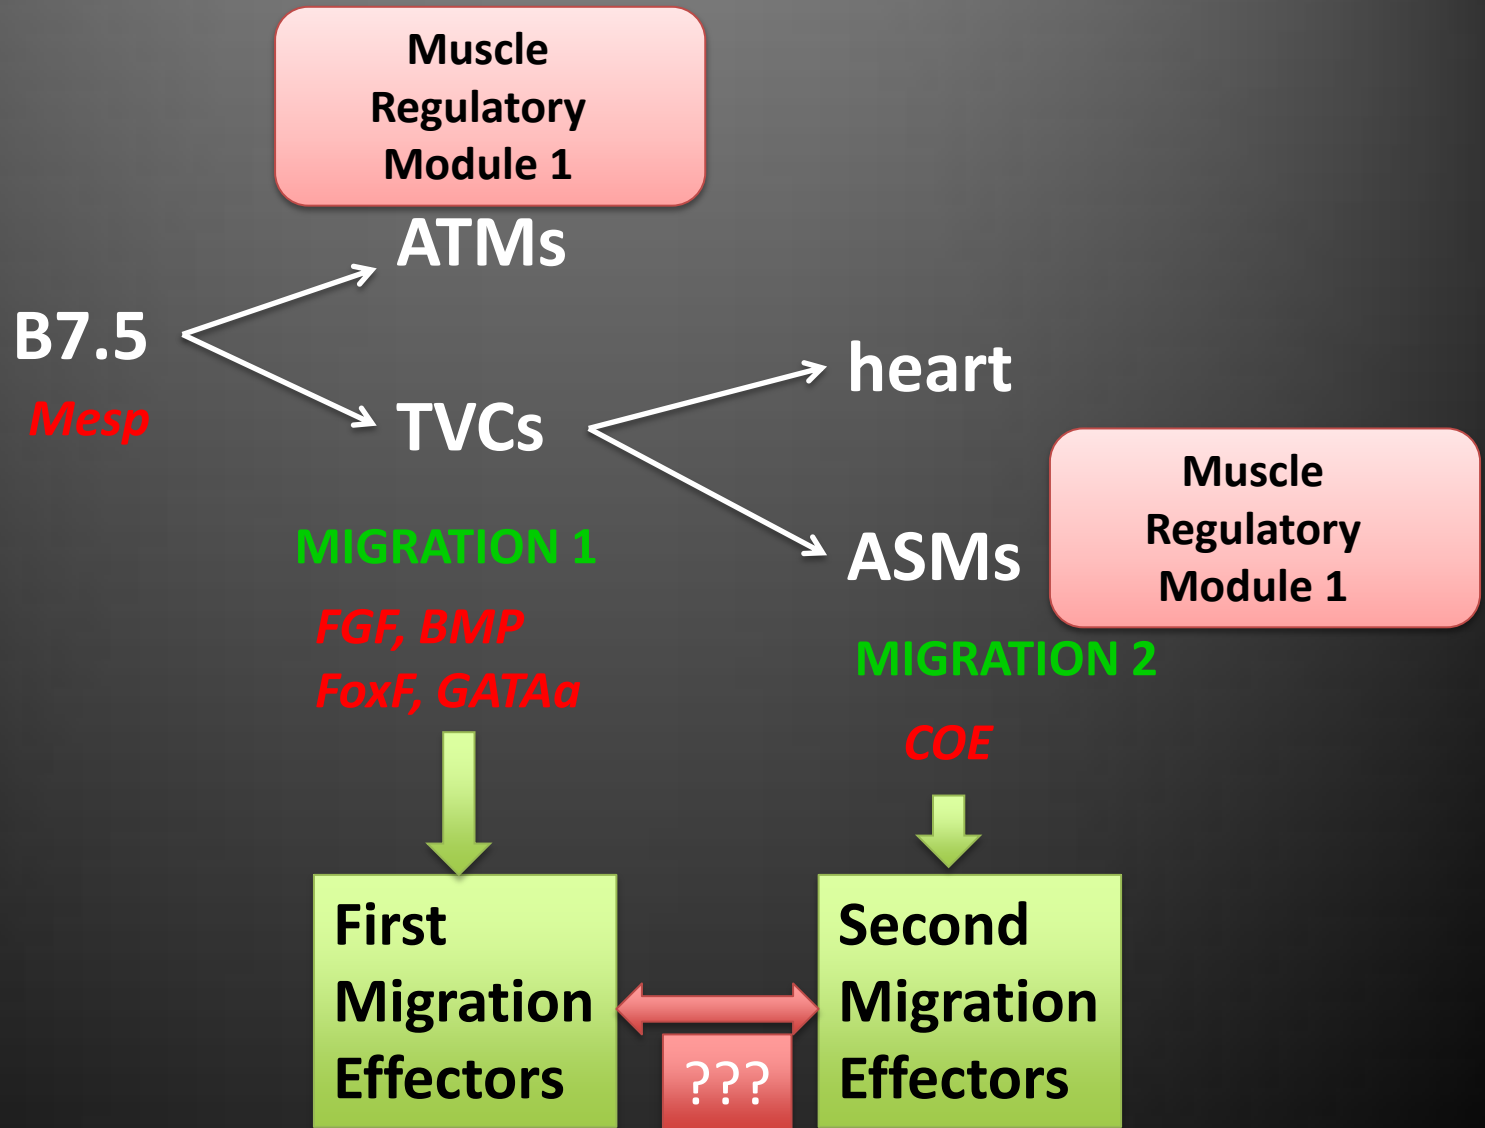 Muscle
Regulatory
Module 1
ATMs
B7.5
Mesp
TVCs
heart
ASMs
Muscle
Regulatory
Module 1
MIGRATION 1
FGF, BMP
FoxF, GATAa
MIGRATION 2
COE
First
Migration
Effectors
???
Second
Migration
Effectors